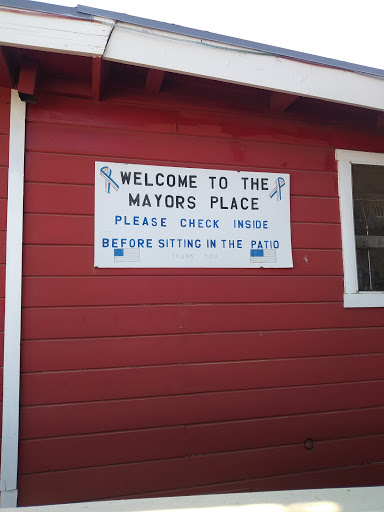 WELCOME TO THE
MAYORS PLACE
PLEASE CHECK INSIDE
BEFORE SITTING IN THE PATIO
THANK YOU